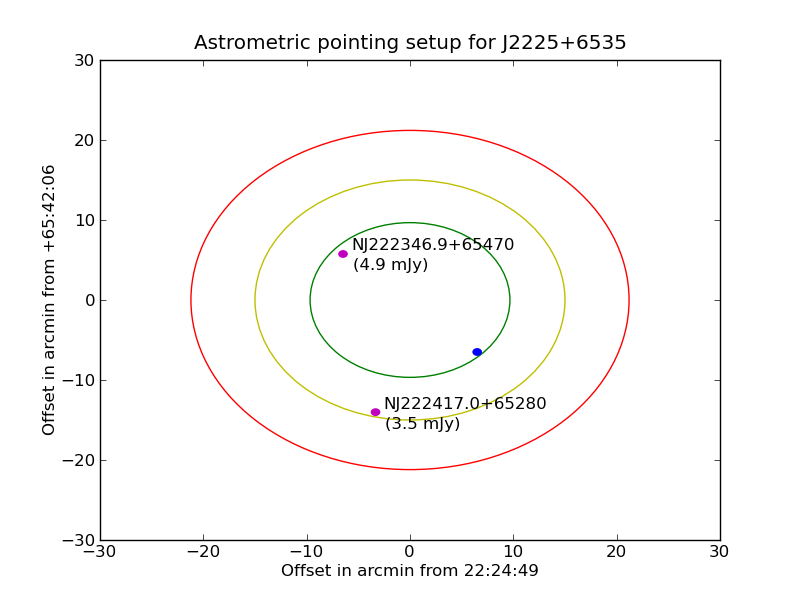 Astrometric pointing setup for J2225+6535
30
20
10
0
−10
−20
−30
Offset in arcmin from +65:42:06
NJ222346.9+65470
(4.9 mJy)
NJ222417.0+65280
(3.5 mJy)
−30
−20
−10
0
10
20
30
Offset in arcmin from 22:24:49